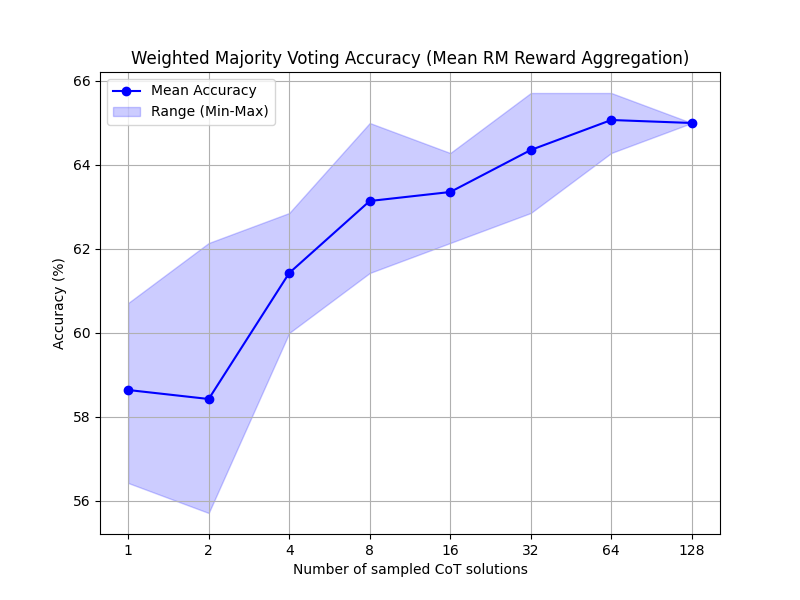 Weighted Majority Voting Accuracy (Mean RM Reward Aggregation)
Mean Accuracy
Range (Min-Max)
Accuracy (%)
66
64
62
60
58
56
1 2 4 8 16 32 64 128
Number of sampled CoT solutions